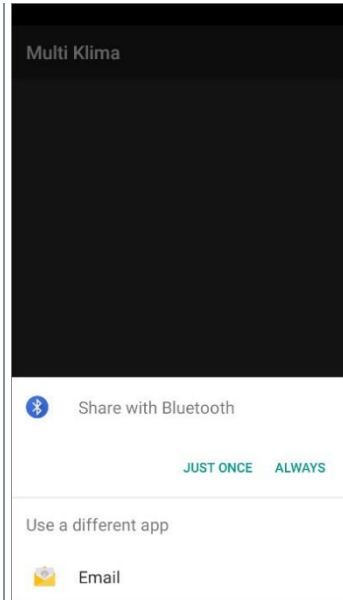 Multi Klima
Share with Bluetooth
JUST ONCE ALWAYS
Use a different app
Email